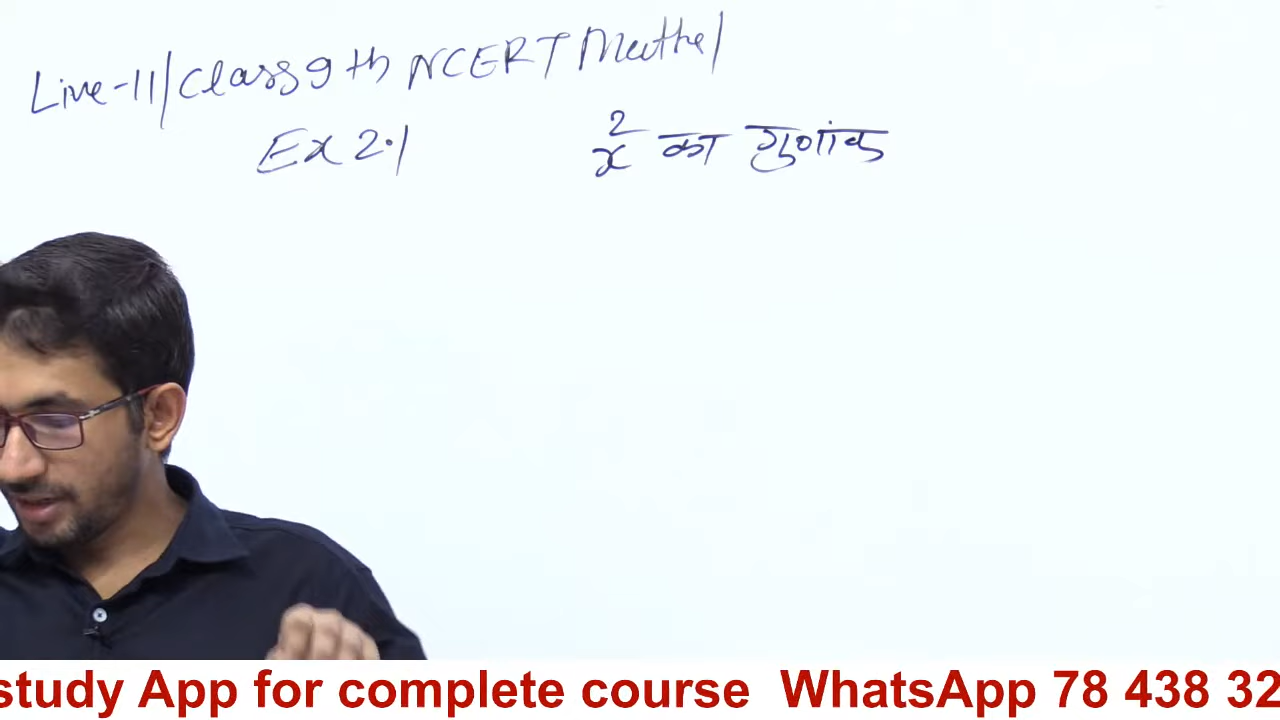 Live-11/Class 9th NCERT Maths/
Ex 2.1
x² का गुणांक
study App for complete course WhatsApp 78 438 32